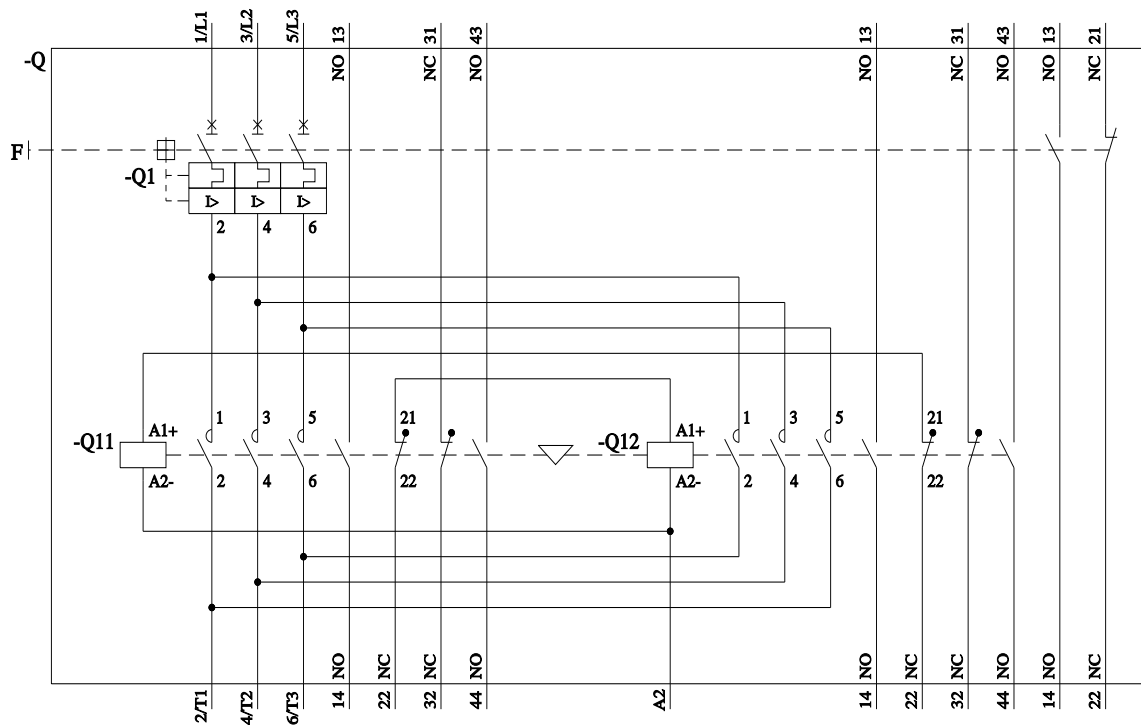 1/L1 3/L2 5/L3 13 31 43 13 31 43 13 21
-Q NO NC NO NO NC NO NO NC
F
-Q1
I> I> I>
2 4 6
1 3 5 21 1 3 5 21
-Q11 A1+ -Q12 A1+
A2- 2 4 6 22 A2- 2 4 6 22
NO NC NC NO NO NC NC NO NO NC
2/T1 4/T2 6/T3 14 22 32 44 A2 14 22 32 44 14 22